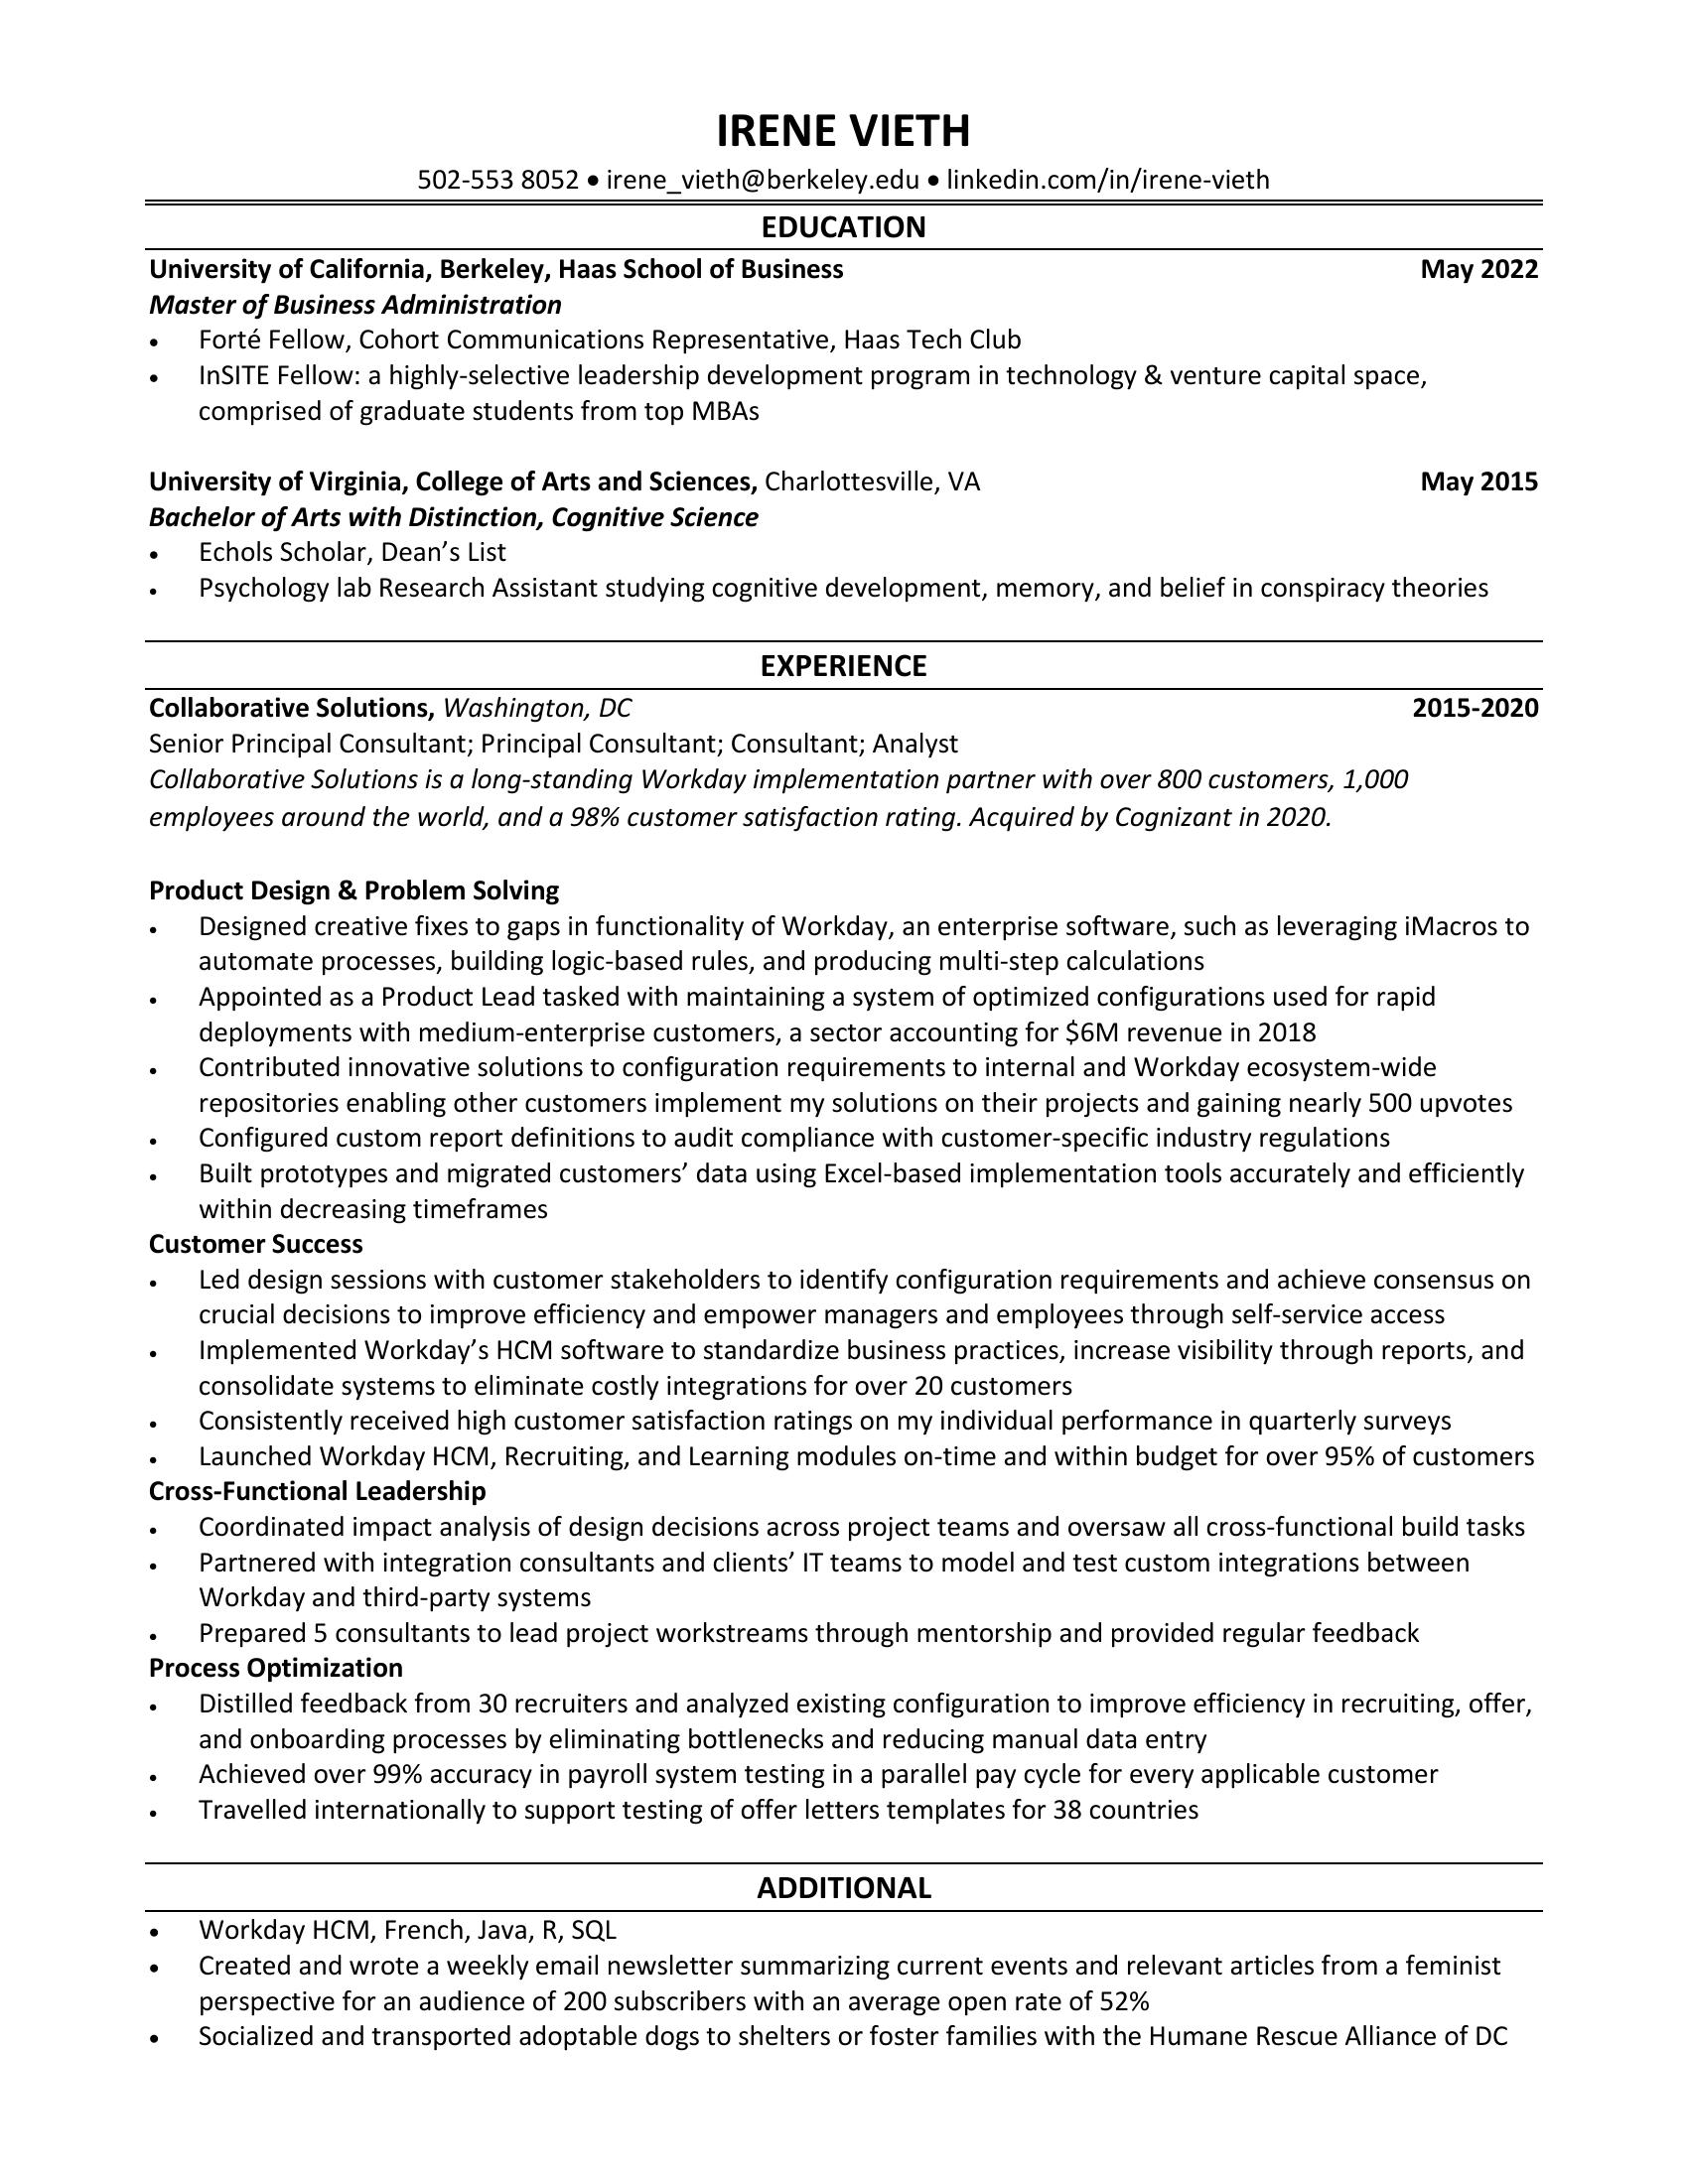 IRENE VIETH
502-553 8052 • irene_vieth@berkeley.edu • linkedin.com/in/irene-vieth
EDUCATION
University of California, Berkeley, Haas School of Business May 2022
Master of Business Administration
• Forté Fellow, Cohort Communications Representative, Haas Tech Club
• InSITE Fellow: a highly-selective leadership development program in technology & venture capital space,
comprised of graduate students from top MBAs
University of Virginia, College of Arts and Sciences, Charlottesville, VA May 2015
Bachelor of Arts with Distinction, Cognitive Science
• Echols Scholar, Dean’s List
• Psychology lab Research Assistant studying cognitive development, memory, and belief in conspiracy theories
EXPERIENCE
Collaborative Solutions, Washington, DC 2015-2020
Senior Principal Consultant; Principal Consultant; Consultant; Analyst
Collaborative Solutions is a long-standing Workday implementation partner with over 800 customers, 1,000
employees around the world, and a 98% customer satisfaction rating. Acquired by Cognizant in 2020.
Product Design & Problem Solving
• Designed creative fixes to gaps in functionality of Workday, an enterprise software, such as leveraging iMacros to
automate processes, building logic-based rules, and producing multi-step calculations
• Appointed as a Product Lead tasked with maintaining a system of optimized configurations used for rapid
deployments with medium-enterprise customers, a sector accounting for $6M revenue in 2018
• Contributed innovative solutions to configuration requirements to internal and Workday ecosystem-wide
repositories enabling other customers implement my solutions on their projects and gaining nearly 500 upvotes
• Configured custom report definitions to audit compliance with customer-specific industry regulations
• Built prototypes and migrated customers’ data using Excel-based implementation tools accurately and efficiently
within decreasing timeframes
Customer Success
• Led design sessions with customer stakeholders to identify configuration requirements and achieve consensus on
crucial decisions to improve efficiency and empower managers and employees through self-service access
• Implemented Workday’s HCM software to standardize business practices, increase visibility through reports, and
consolidate systems to eliminate costly integrations for over 20 customers
• Consistently received high customer satisfaction ratings on my individual performance in quarterly surveys
• Launched Workday HCM, Recruiting, and Learning modules on-time and within budget for over 95% of customers
Cross-Functional Leadership
• Coordinated impact analysis of design decisions across project teams and oversaw all cross-functional build tasks
• Partnered with integration consultants and clients’ IT teams to model and test custom integrations between
Workday and third-party systems
• Prepared 5 consultants to lead project workstreams through mentorship and provided regular feedback
Process Optimization
• Distilled feedback from 30 recruiters and analyzed existing configuration to improve efficiency in recruiting, offer,
and onboarding processes by eliminating bottlenecks and reducing manual data entry
• Achieved over 99% accuracy in payroll system testing in a parallel pay cycle for every applicable customer
• Travelled internationally to support testing of offer letters templates for 38 countries
ADDITIONAL
• Workday HCM, French, Java, R, SQL
• Created and wrote a weekly email newsletter summarizing current events and relevant articles from a feminist
perspective for an audience of 200 subscribers with an average open rate of 52%
• Socialized and transported adoptable dogs to shelters or foster families with the Humane Rescue Alliance of DC